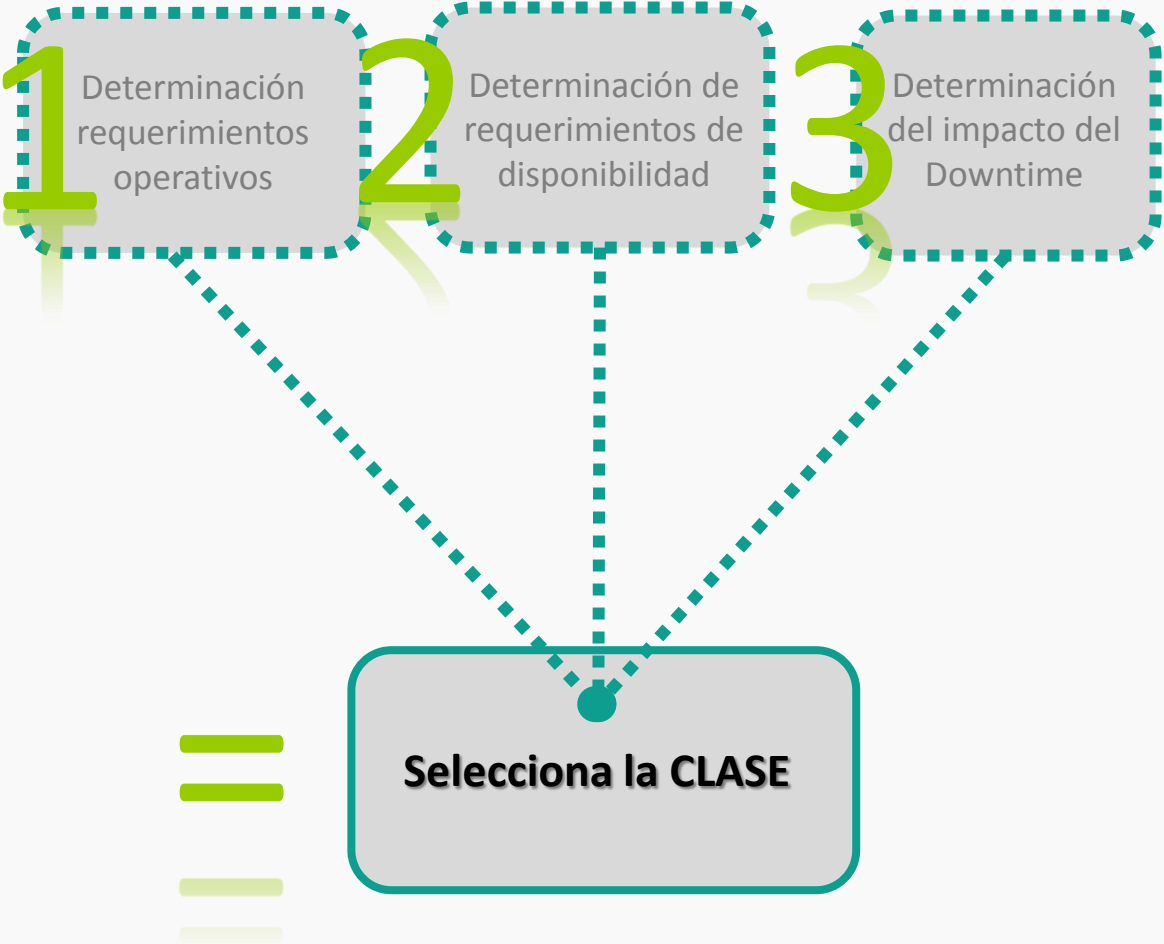 1
Determinación
requerimientos
operativos
2
Determinación de
requerimientos de
disponibilidad
3
Determinación
del impacto del
Downtime
=
Selecciona la CLASE